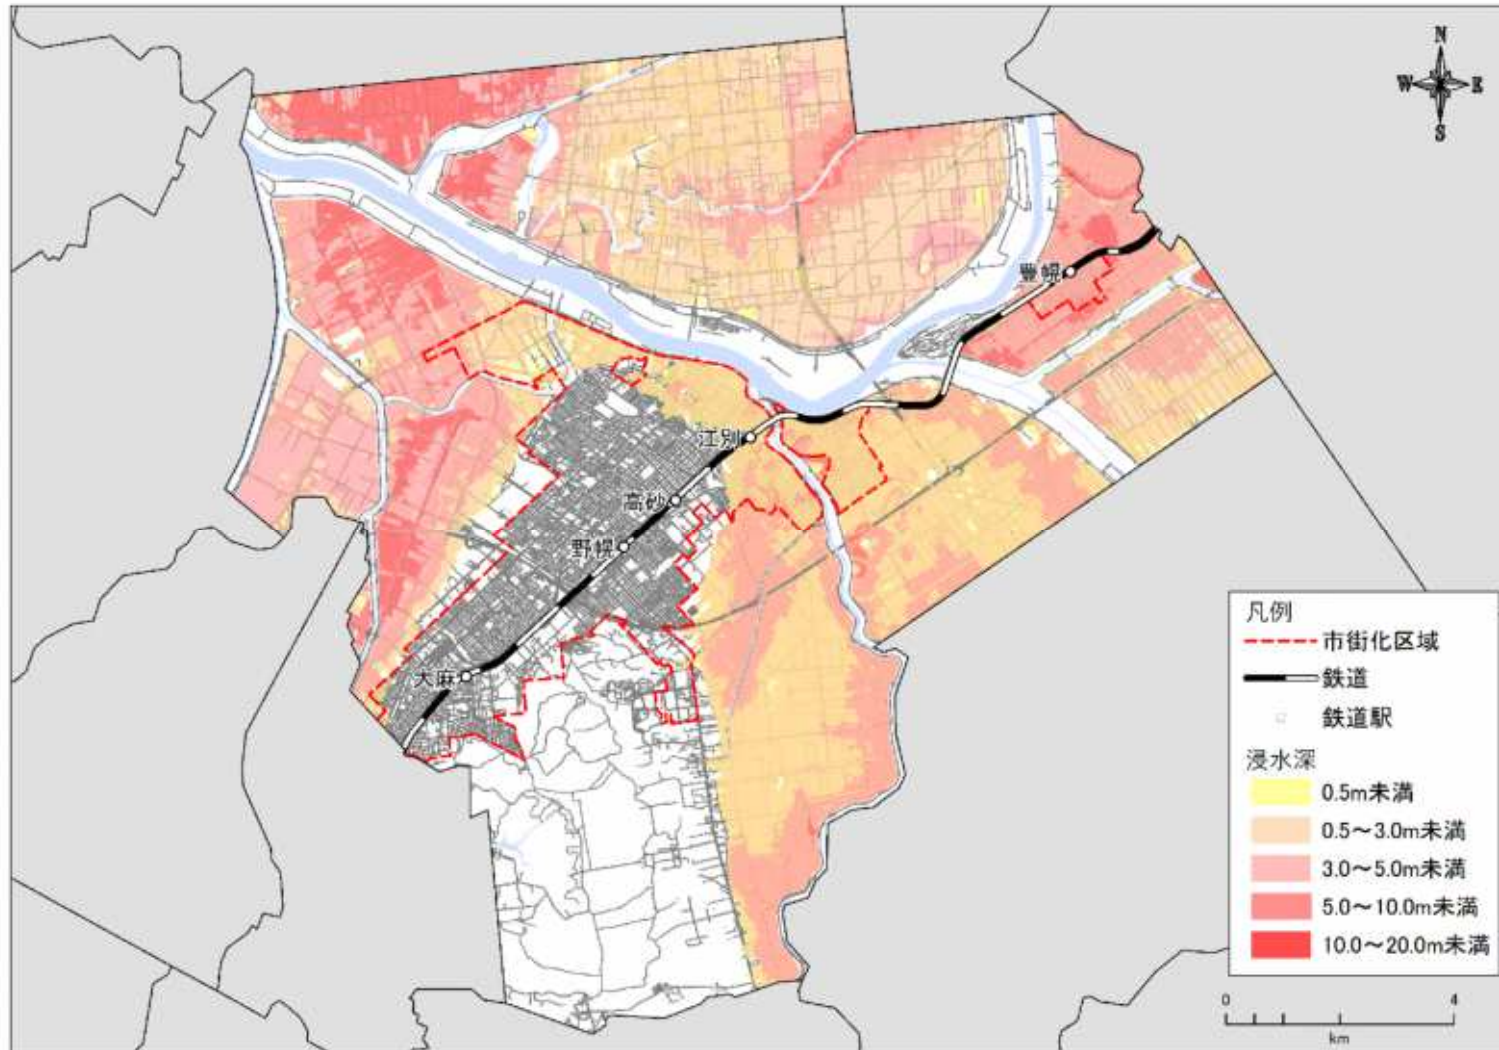 N
W E
S
豊幌
江別
高砂
野幌
大麻
凡例
市街化区域
鉄道
鉄道駅
浸水深
0.5m未満
0.5～3.0m未満
3.0～5.0m未満
5.0～10.0m未満
10.0～20.0m未満
0 4
km